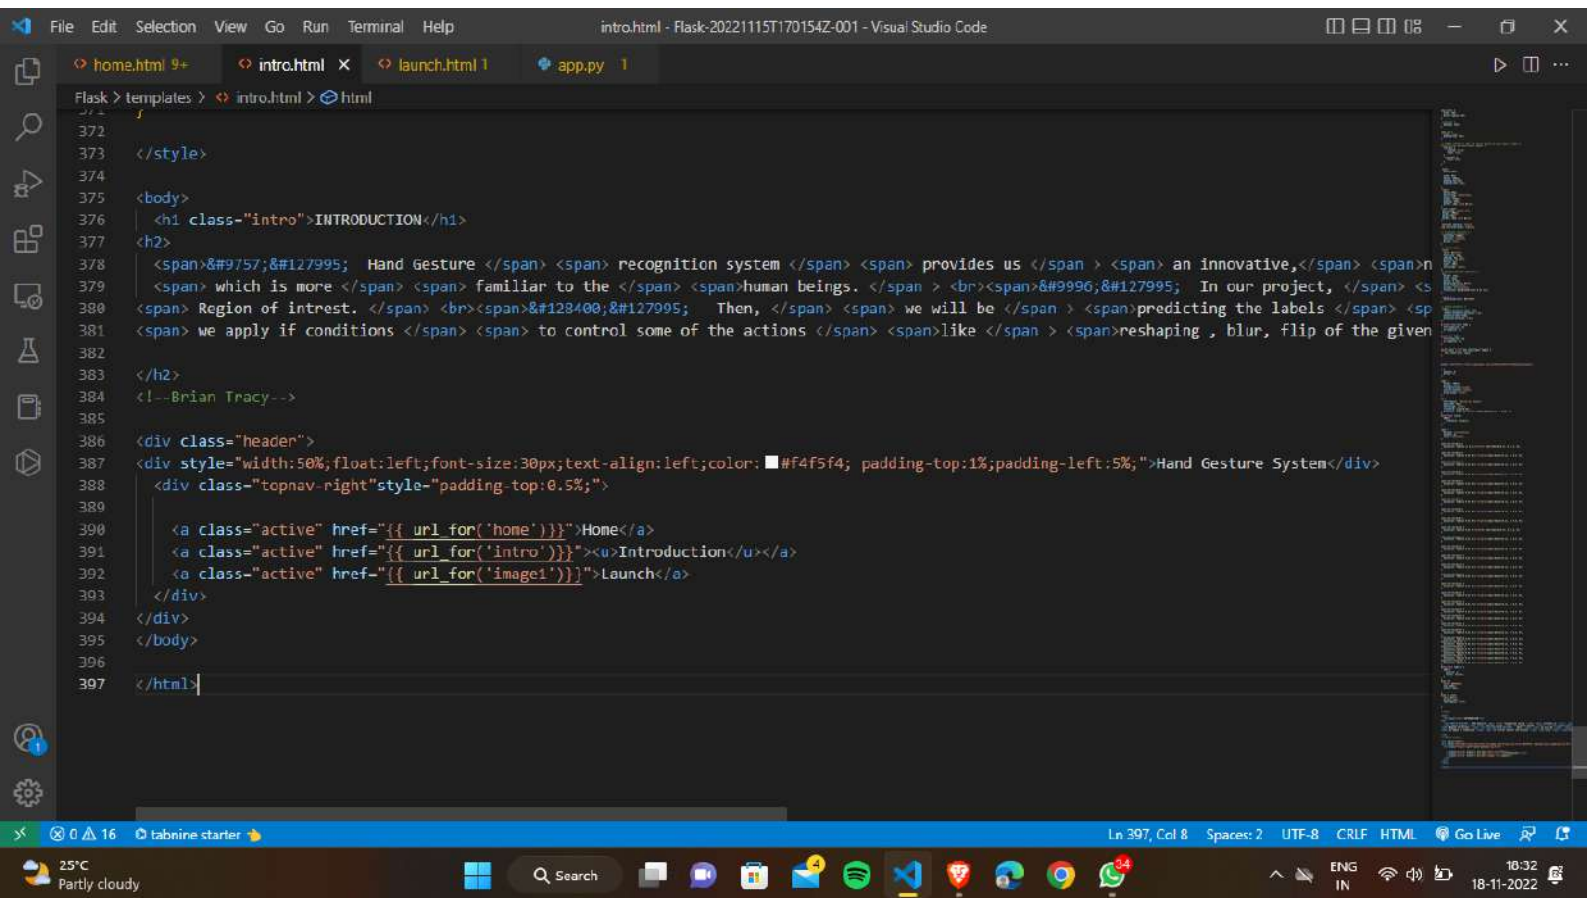 File Edit Selection View Go Run Terminal Help intro.html - Flask-20221115T170154Z-001 - Visual Studio Code
home.html 9+ intro.html launch.html 1 app.py 1
Flask > templates > intro.html > html
371 }
372
373 </style>
374
375 <body>
376 <h1 class="intro">INTRODUCTION</h1>
377 <h2>
378 <span>&#9757;&#127995; Hand Gesture </span> <span> recognition system </span> <span> provides us </span > <span> an innovative,</span> <span>n
379 <span> which is more </span> <span> familiar to the </span> <span>human beings. </span > <br><span>&#9996;&#127995; In our project, </span> <s
380 <span> Region of intrest. </span> <br><span>&#128400;&#127995; Then, </span> <span> we will be </span > <span>predicting the labels </span> <sp
381 <span> we apply if conditions </span> <span> to control some of the actions </span> <span>like </span > <span>reshaping , blur, flip of the given
382
383 </h2>
384 <!--Brian Tracy-->
385
386 <div class="header">
387 <div style="width:50%;float:left;font-size:30px;text-align:left;color: #f4f5f4; padding-top:1%;padding-left:5%;">Hand Gesture System</div>
388 <div class="topnav-right"style="padding-top:0.5%;">
389
390 <a class="active" href="{{ url_for('home')}}">Home</a>
391 <a class="active" href="{{ url_for('intro')}}"><u>Introduction</u></a>
392 <a class="active" href="{{ url_for('image1')}}">Launch</a>
393 </div>
394 </div>
395 </body>
396
397 </html>
0 16 tabnine starter Ln 397, Col 8 Spaces: 2 UTF-8 CRLF HTML Go Live
25°C Search 4 34 ENG 18:32
Partly cloudy IN 18-11-2022